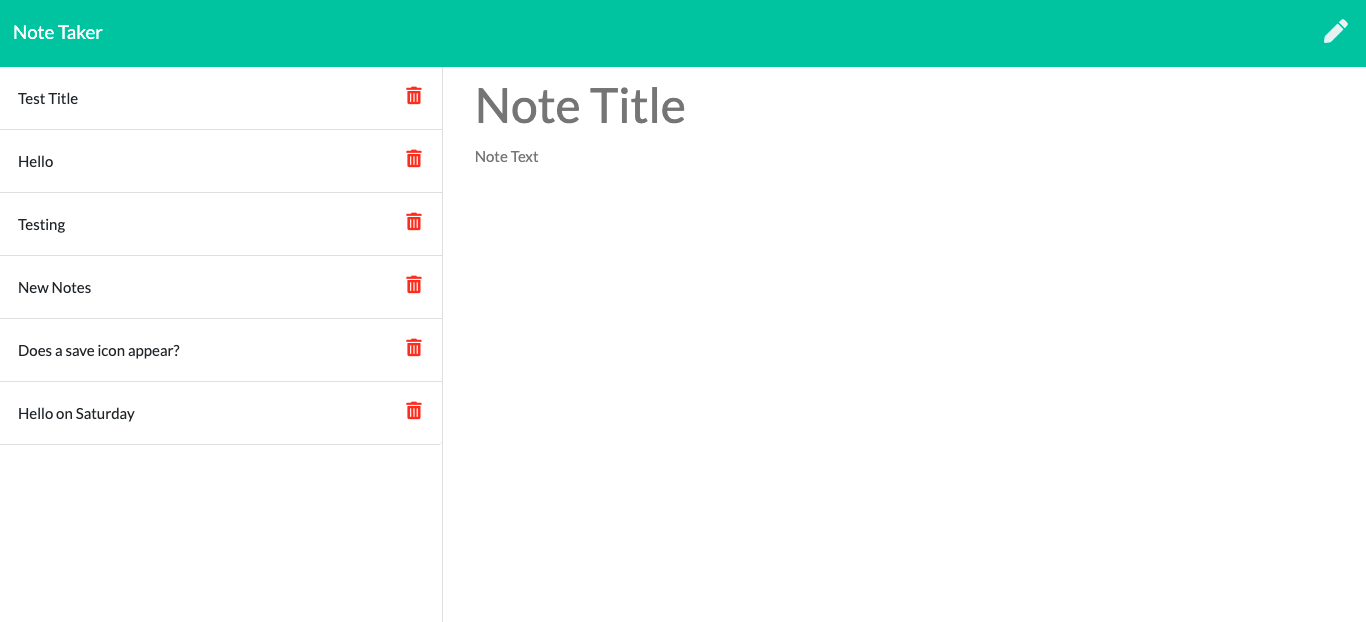 Note Taker
Test Title
Hello
Testing
New Notes
Does a save icon appear?
Hello on Saturday
Note Title
Note Text